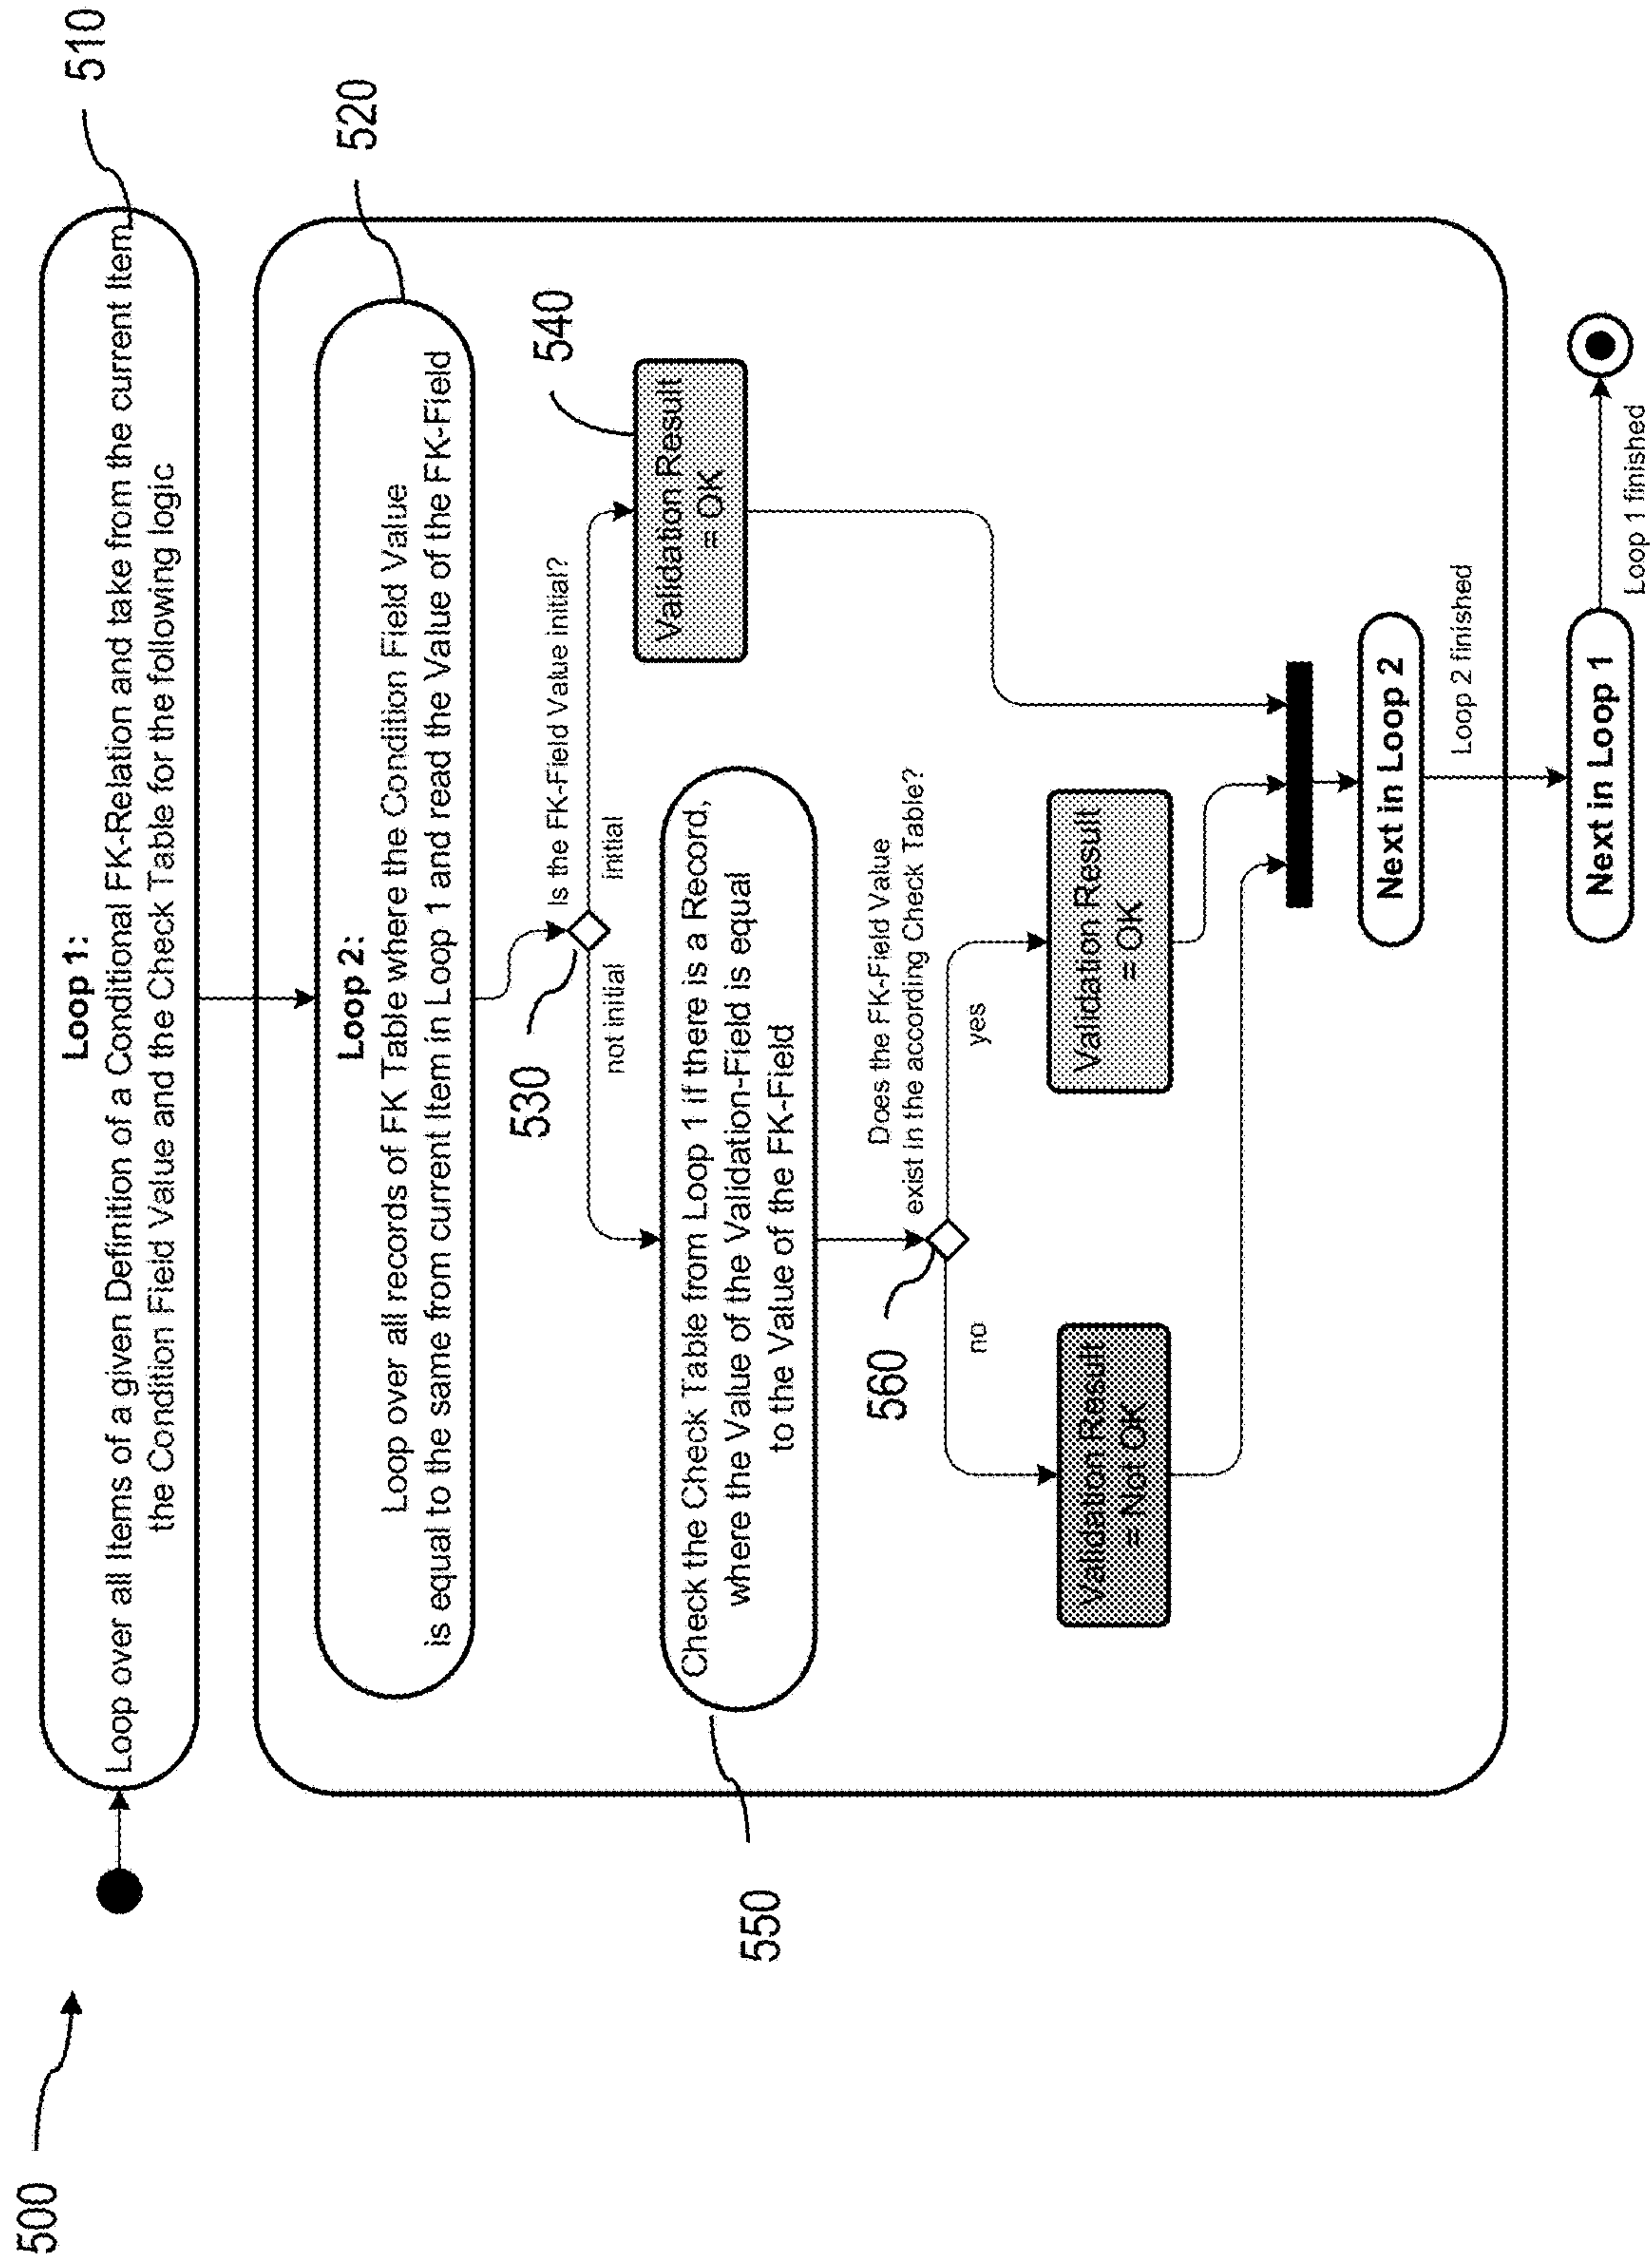 500
510
Loop 1:
Loop over all Items of a given Definition of a Conditional FK-Relation and take from the current Item
the Condition Field Value and the Check Table for the following logic
520
Loop 2:
Loop over all records of FK Table where the Condition Field Value
is equal to the same from current Item in Loop 1 and read the Value of the FK-Field
530
Is the FK-Field Value initial?
not initial
initial
540
Validation Result
= OK
550
Check the Check Table from Loop 1 if there is a Record,
where the Value of the Validation-Field is equal
to the Value of the FK-Field
560
Does the FK-Field Value
exist in the according Check Table?
no
yes
Validation Result
= Not OK
Validation Result
= OK
Next in Loop 2
Loop 2 finished
Next in Loop 1
Loop 1 finished